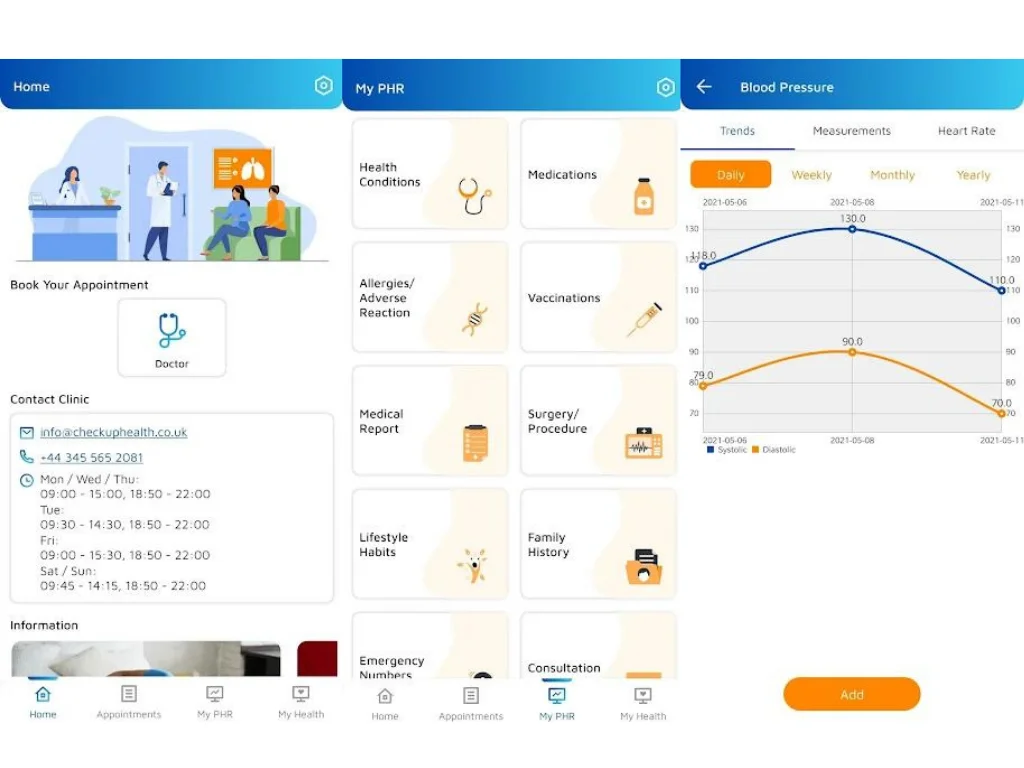 Home
Book Your Appointment
Doctor
Contact Clinic
info@checkuphealth.co.uk
+44 345 565 2081
Mon / Wed / Thu:
09:00 - 15:00, 18:50 - 22:00
Tue:
09:30 - 14:30, 18:50 - 22:00
Fri:
09:00 - 15:30, 18:50 - 22:00
Sat / Sun:
09:45 - 14:15, 18:50 - 22:00
Information
Home
Appointments
My PHR
My Health
My PHR
Health
Conditions
Medications
Allergies/
Adverse
Reaction
Vaccinations
Medical
Report
Surgery/
Procedure
Lifestyle
Habits
Family
History
Emergency
Numbers
Consultation
Home
Appointments
My PHR
My Health
Blood Pressure
Trends
Measurements
Heart Rate
Daily
Weekly
Monthly
Yearly
2021-05-06
2021-05-08
2021-05-11
130.0
130
130
120
118.0
120
110.0
110
110
100
100
90.0
90
90
79.0
80
80
70.0
70
70
2021-05-06
2021-05-08
2021-05-11
Systolic
Diastolic
Add